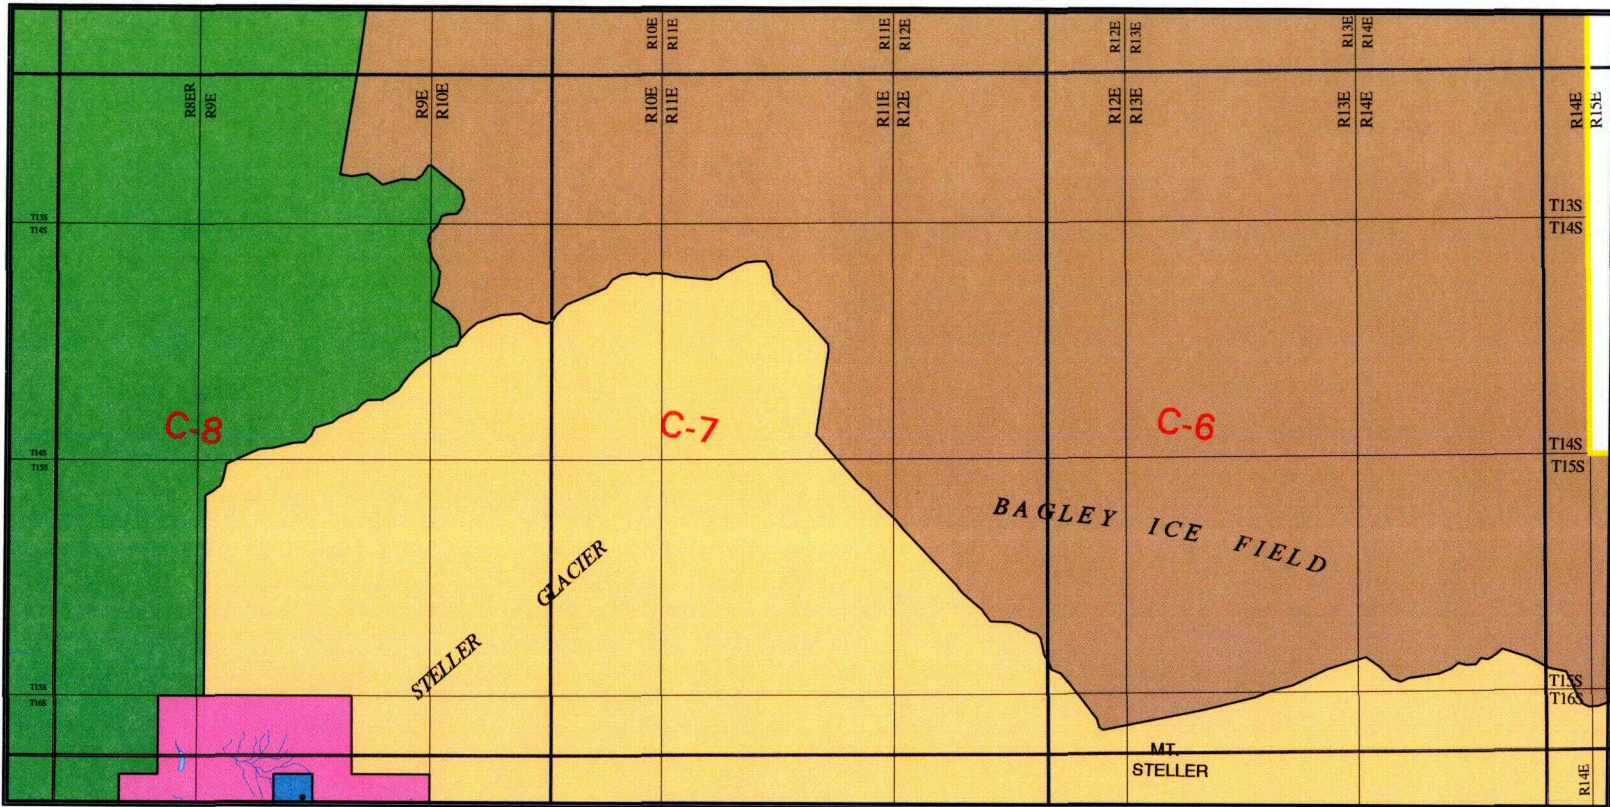 R10E
R11E
R11E
R12E
R12E
R13E
R13E
R14E
R8ER
R9E
R9E
R10E
R10E
R11E
R11E
R12E
R12E
R13E
R13E
R14E
R14E
R15E
T13S
T14S
T13S
T14S
C-8
C-7
C-6
T14S
T15S
T14S
T15S
BAGLEY ICE FIELD
STELLER GLACIER
T15S
T16S
T15S
T16S
MT.
STELLER
R14E